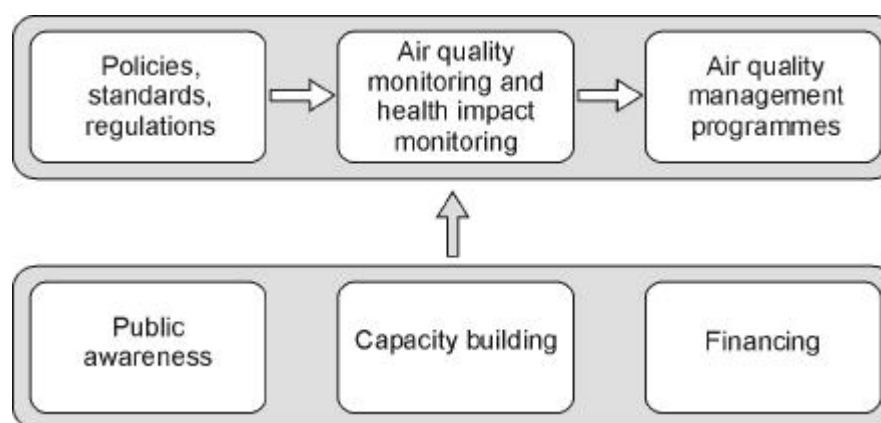 Policies,
standards,
regulations
Air quality
monitoring and
health impact
monitoring
Air quality
management
programmes
Public
awareness
Capacity building
Financing